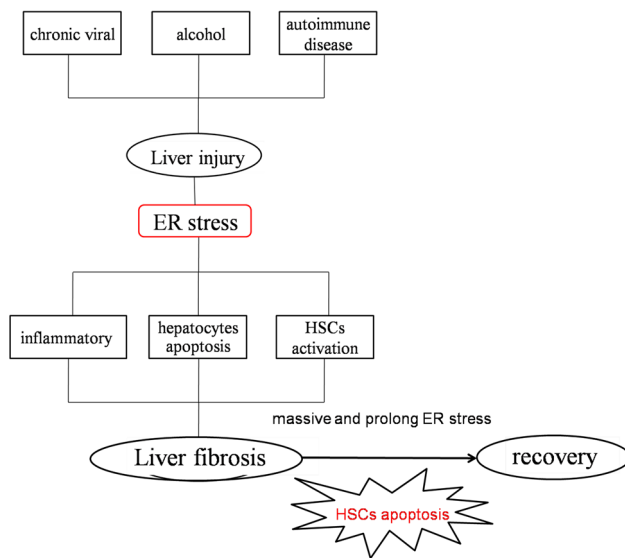 chronic viral
alcohol
autoimmune
disease
Liver injury
ER stress
inflammatory
hepatocytes
apoptosis
HSCs
activation
massive and prolong ER stress
Liver fibrosis
recovery
HSCs apoptosis